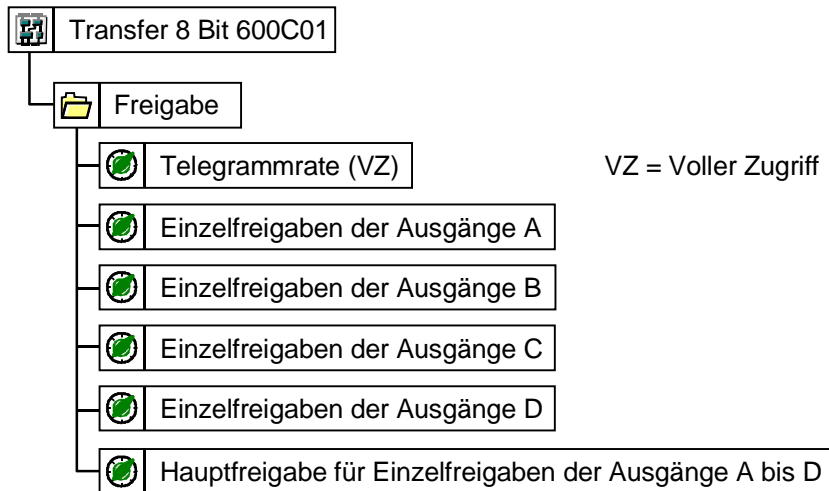 Transfer 8 Bit 600C01
Freigabe
Telegrammrate (VZ) VZ = Voller Zugriff
Einzelfreigaben der Ausgänge A
Einzelfreigaben der Ausgänge B
Einzelfreigaben der Ausgänge C
Einzelfreigaben der Ausgänge D
Hauptfreigabe für Einzelfreigaben der Ausgänge A bis D